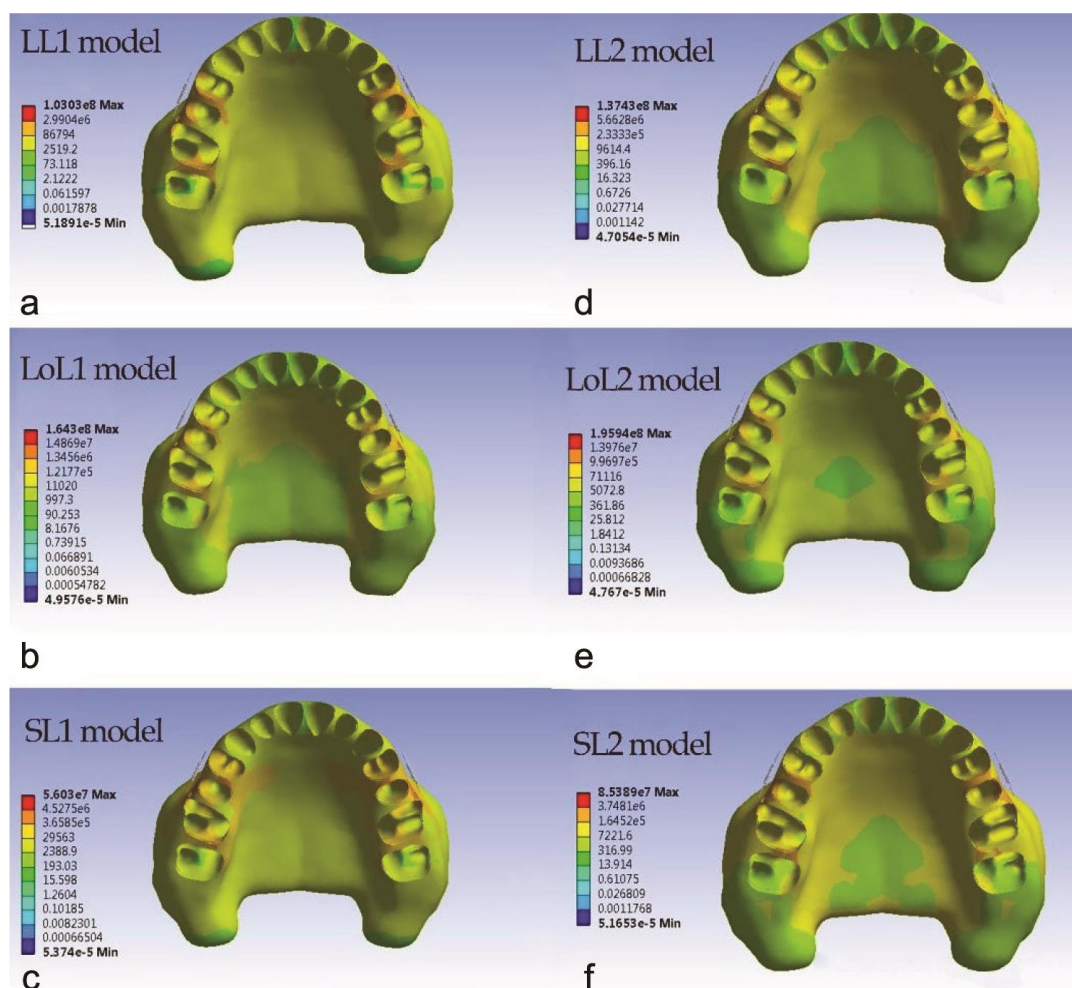 LL1 model
1.0303e8 Max
2.9904e6
86794
2519.2
73.118
2.1222
0.061597
0.0017878
5.1891e-5 Min
a
LL2 model
1.3743e8 Max
5.6628e6
2.3333e5
9614.4
396.16
16.323
0.6726
0.027714
0.001142
4.7054e-5 Min
d
LoL1 model
1.643e8 Max
1.4869e7
1.3456e6
1.2177e5
11020
997.3
90.253
8.1676
0.73915
0.066891
0.0060534
0.00054782
4.9576e-5 Min
b
LoL2 model
1.9594e8 Max
1.3976e7
9.9697e5
71116
5072.8
361.86
25.812
1.8412
0.13134
0.0093686
0.00066828
4.767e-5 Min
e
SL1 model
5.603e7 Max
4.5275e6
3.6585e5
29563
2388.9
193.03
15.598
1.2604
0.10185
0.0082301
0.00066504
5.374e-5 Min
c
SL2 model
8.5389e7 Max
3.7481e6
1.6452e5
7221.6
316.99
13.914
0.61075
0.026809
0.0011768
5.1653e-5 Min
f